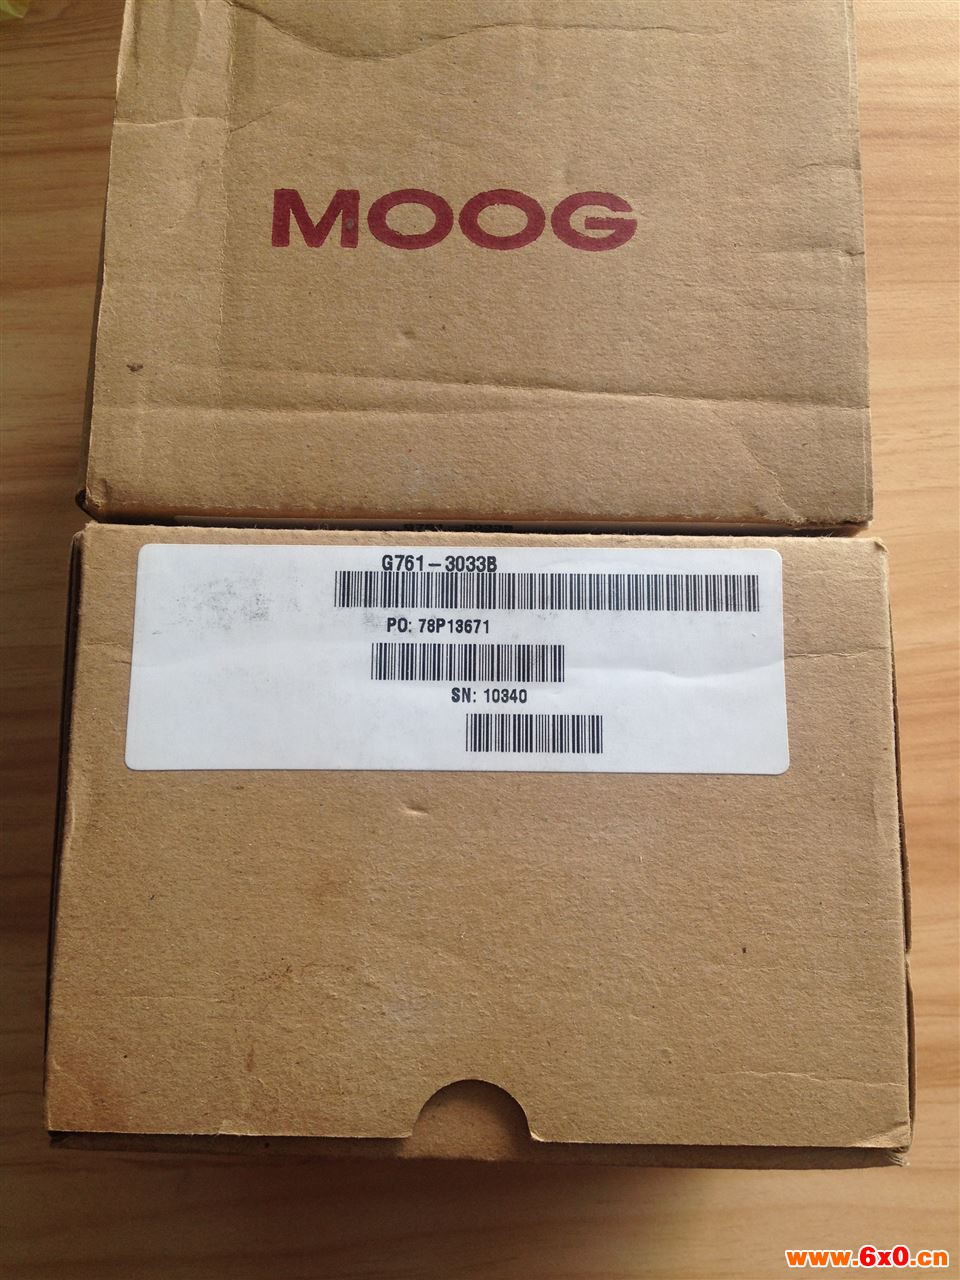 MOOG
G761-3033B
PO: 78P13671
SN: 10340
www.6x0.cn